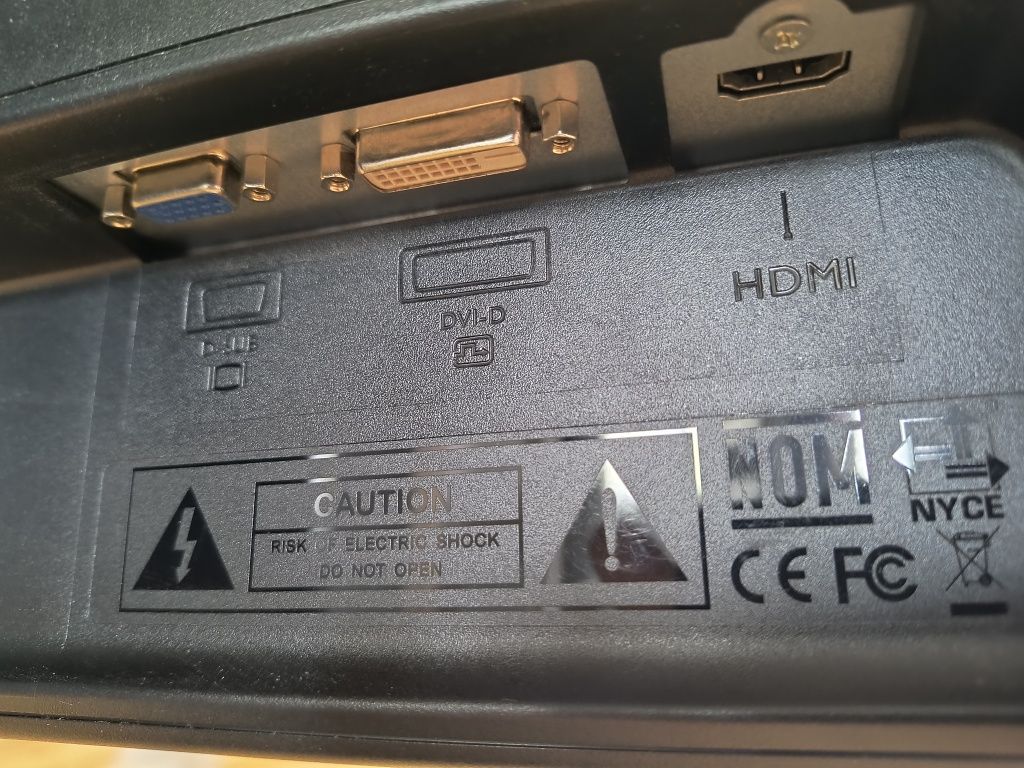 D-SUB
DVI-D
HDMI
CAUTION
RISK OF ELECTRIC SHOCK
DO NOT OPEN
NOM
NYCE
CE FC